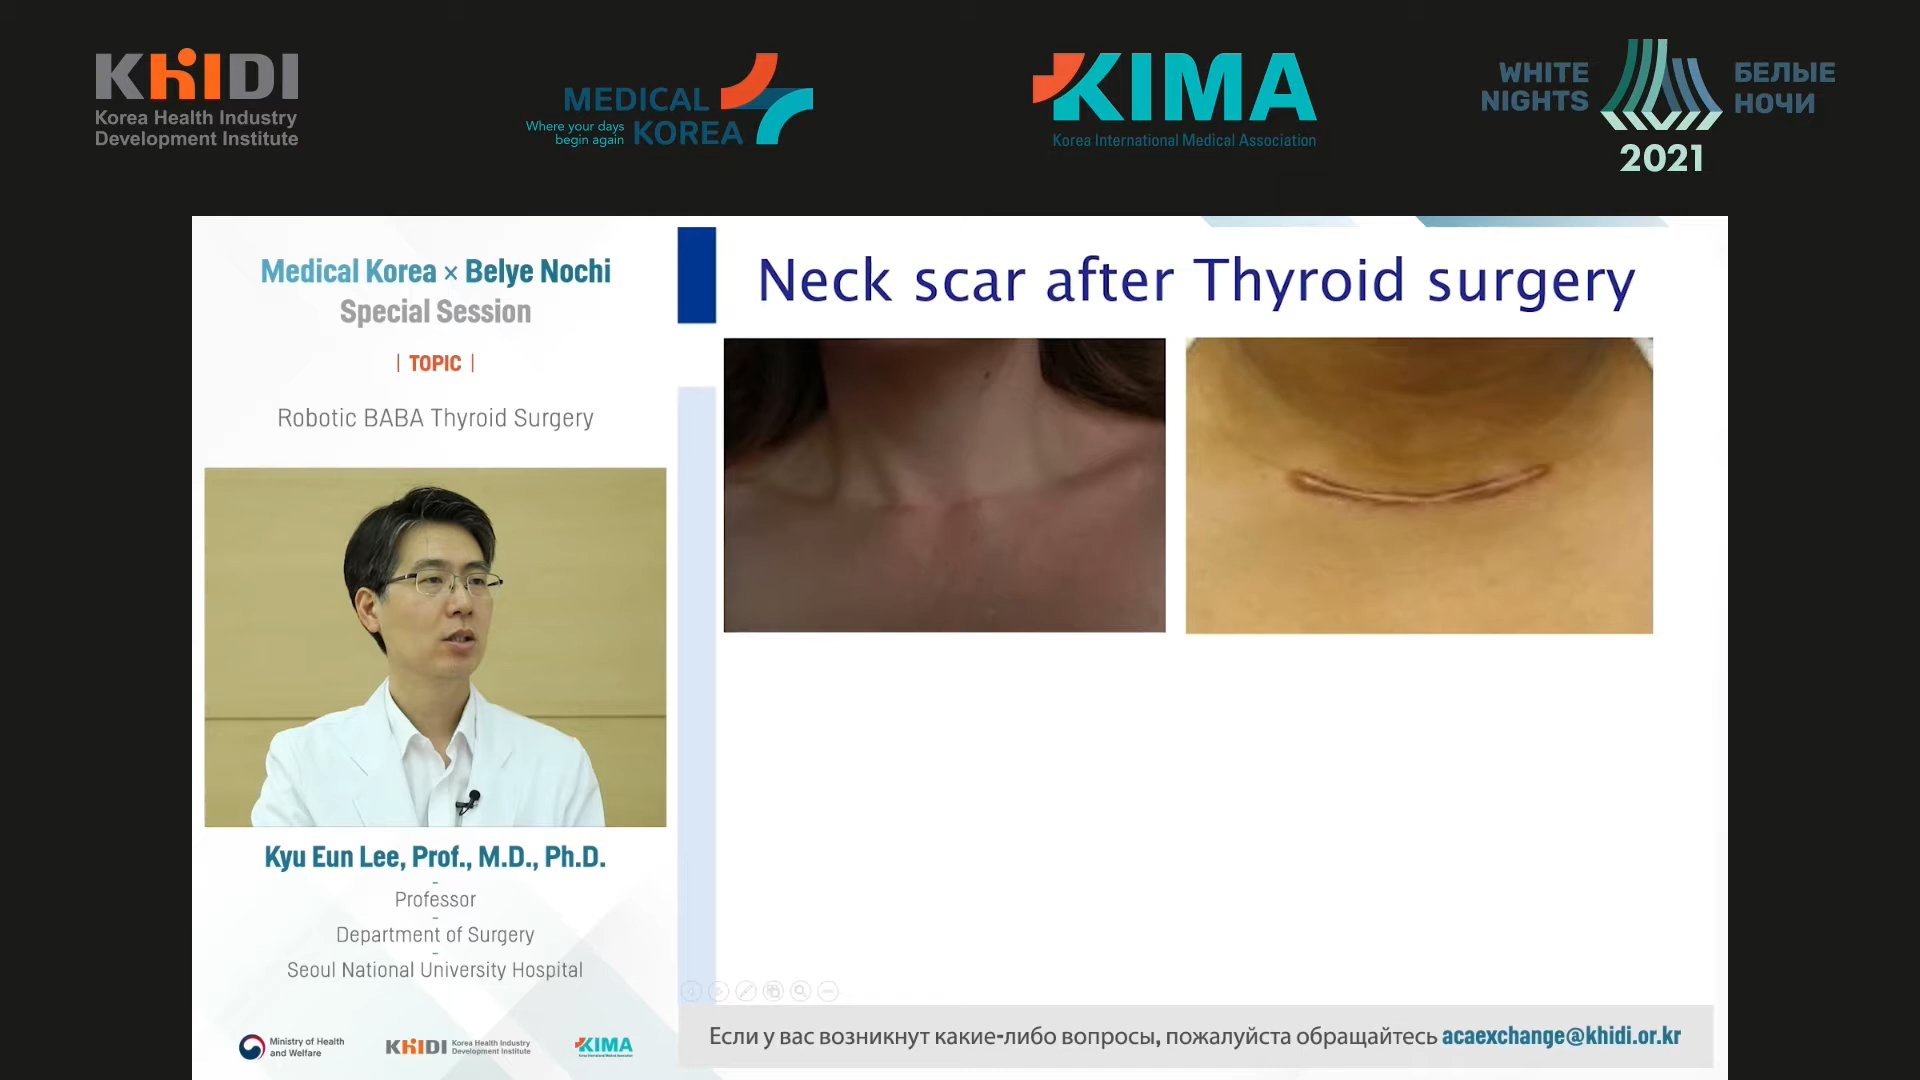 KHIDI
Korea Health Industry
Development Institute
MEDICAL
KOREA
Where your days
begin again
KIMA
Korea International Medical Association
WHITE
NIGHTS
БЕЛЫЕ
НОЧИ
2021
Medical Korea × Belye Nochi
Special Session
| TOPIC |
Robotic BABA Thyroid Surgery
Kyu Eun Lee, Prof., M.D., Ph.D.
-
Professor
-
Department of Surgery
-
Seoul National University Hospital
Ministry of Health
and Welfare
KHIDI
Korea Health Industry
Development Institute
KIMA
Korea International Medical Association
Neck scar after Thyroid surgery
Если у вас возникнут какие-либо вопросы, пожалуйста обращайтесь acaexchange@khidi.or.kr